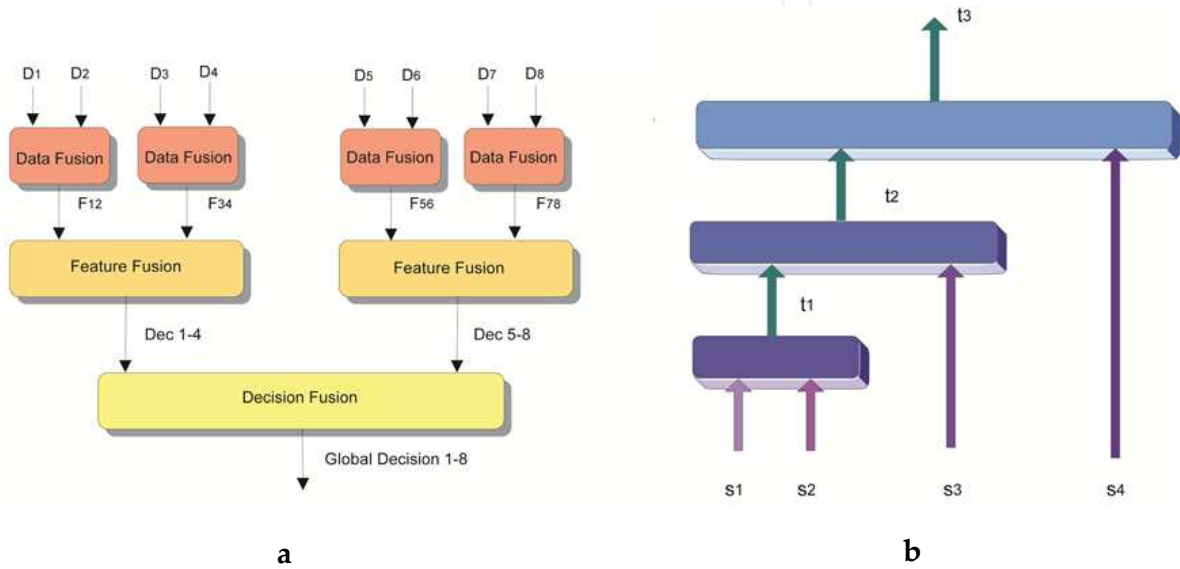 D1 D2 D3 D4 D5 D6 D7 D8
Data Fusion Data Fusion Data Fusion Data Fusion
F12 F34 F56 F78
Feature Fusion Feature Fusion
Dec 1-4 Dec 5-8
Decision Fusion
Global Decision 1-8
a
t3
t2
t1
s1 s2 s3 s4
b